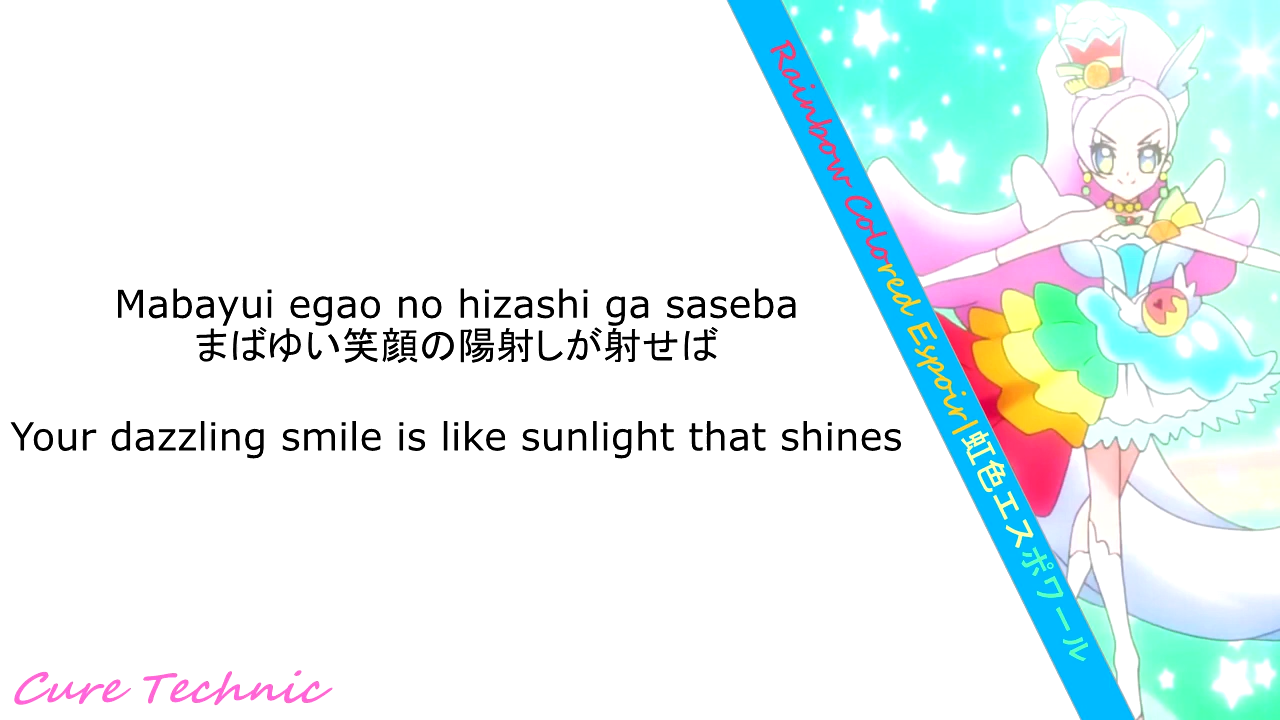 Mabayui egao no hizashi ga saseba
まばゆい笑顔の陽射しが射せば
Your dazzling smile is like sunlight that shines
Rainbow Colored Espoir/虹色エスポワール
Cure Technic